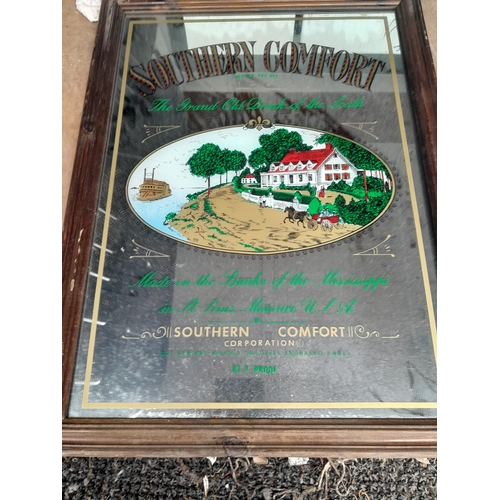 SOUTHERN COMFORT
The Grand Old Drink of the South
Made on the Banks of the Mississippi
in St Louis, Missouri, U.S.A.
SOUTHERN COMFORT
CORPORATION
PROOF